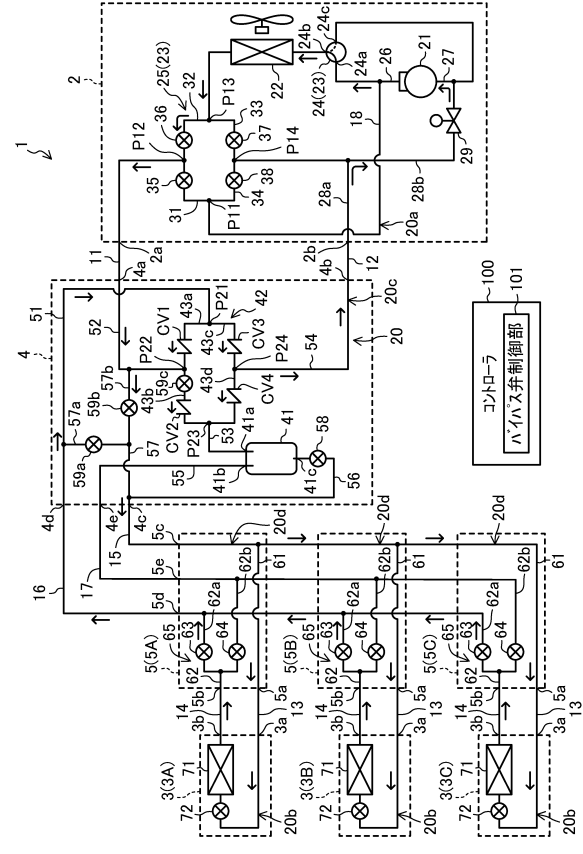 1
2
18
20a
11
2a
4a
12
2b
4b
20c
20
22
24b
24c
24a
24(23)
21
26
27
29
28a
28b
25(23)
P13
32
33
36
37
P12
P14
35
38
34
31
P11
4
51
52
57b
59b
57a
59a
57
P22
CV1
43a
P21
42
43c
CV3
59c
43b
43d
P24
CV4
54
CV2
P23
53
41a
41
41b
41c
58
55
56
4d
4e
4c
16
17
15
5c
5e
5d
20d
20d
20d
61
61
61
62b
62b
62b
62a
62a
62a
63
63
63
64
64
64
65
65
65
62
62
62
5(5A)
5(5B)
5(5C)
5b
5b
5b
5a
5a
5a
14
14
14
13
13
13
3b
3b
3b
3a
3a
3a
3(3A)
3(3B)
3(3C)
71
71
71
72
72
72
20b
20b
20b
100
101
コントローラ
バイパス弁制御部